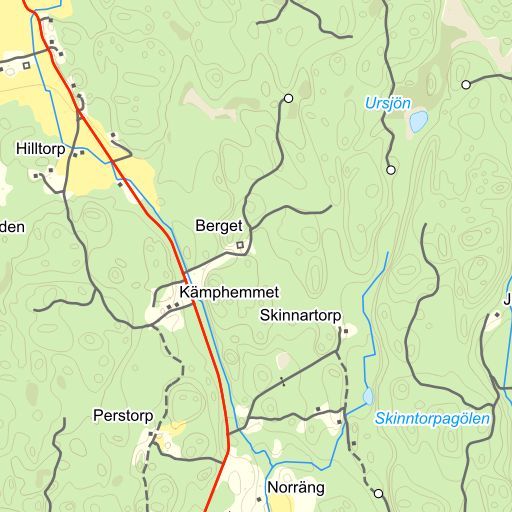 Ursjön
Hilltorp
den
Berget
Kämphemmet
J
Skinnartorp
Perstorp
Skinntorpagölen
Norräng